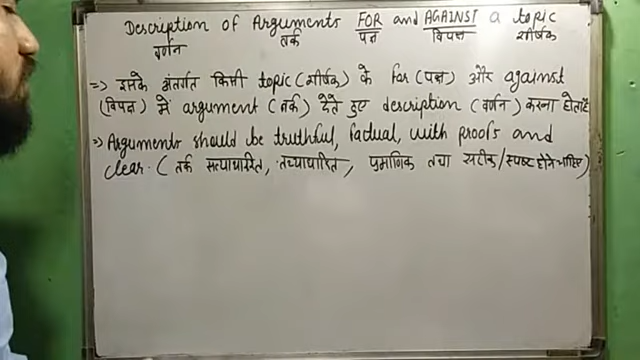 Description of Arguments FOR and AGAINST a topic
वर्णन तर्क पक्ष विपक्ष शीर्षक
=> इसके अंतर्गत किसी topic (शीर्षक) के for (पक्ष) और against
(विपक्ष) में argument (तर्क) देते हुए description (वर्णन) करना होता है
=> Arguments should be truthful, factual, with proofs and
clear. (तर्क सत्याधारित, तथ्याधारित, प्रमाणिक तथा सटीक/स्पष्ट होने चाहिए)